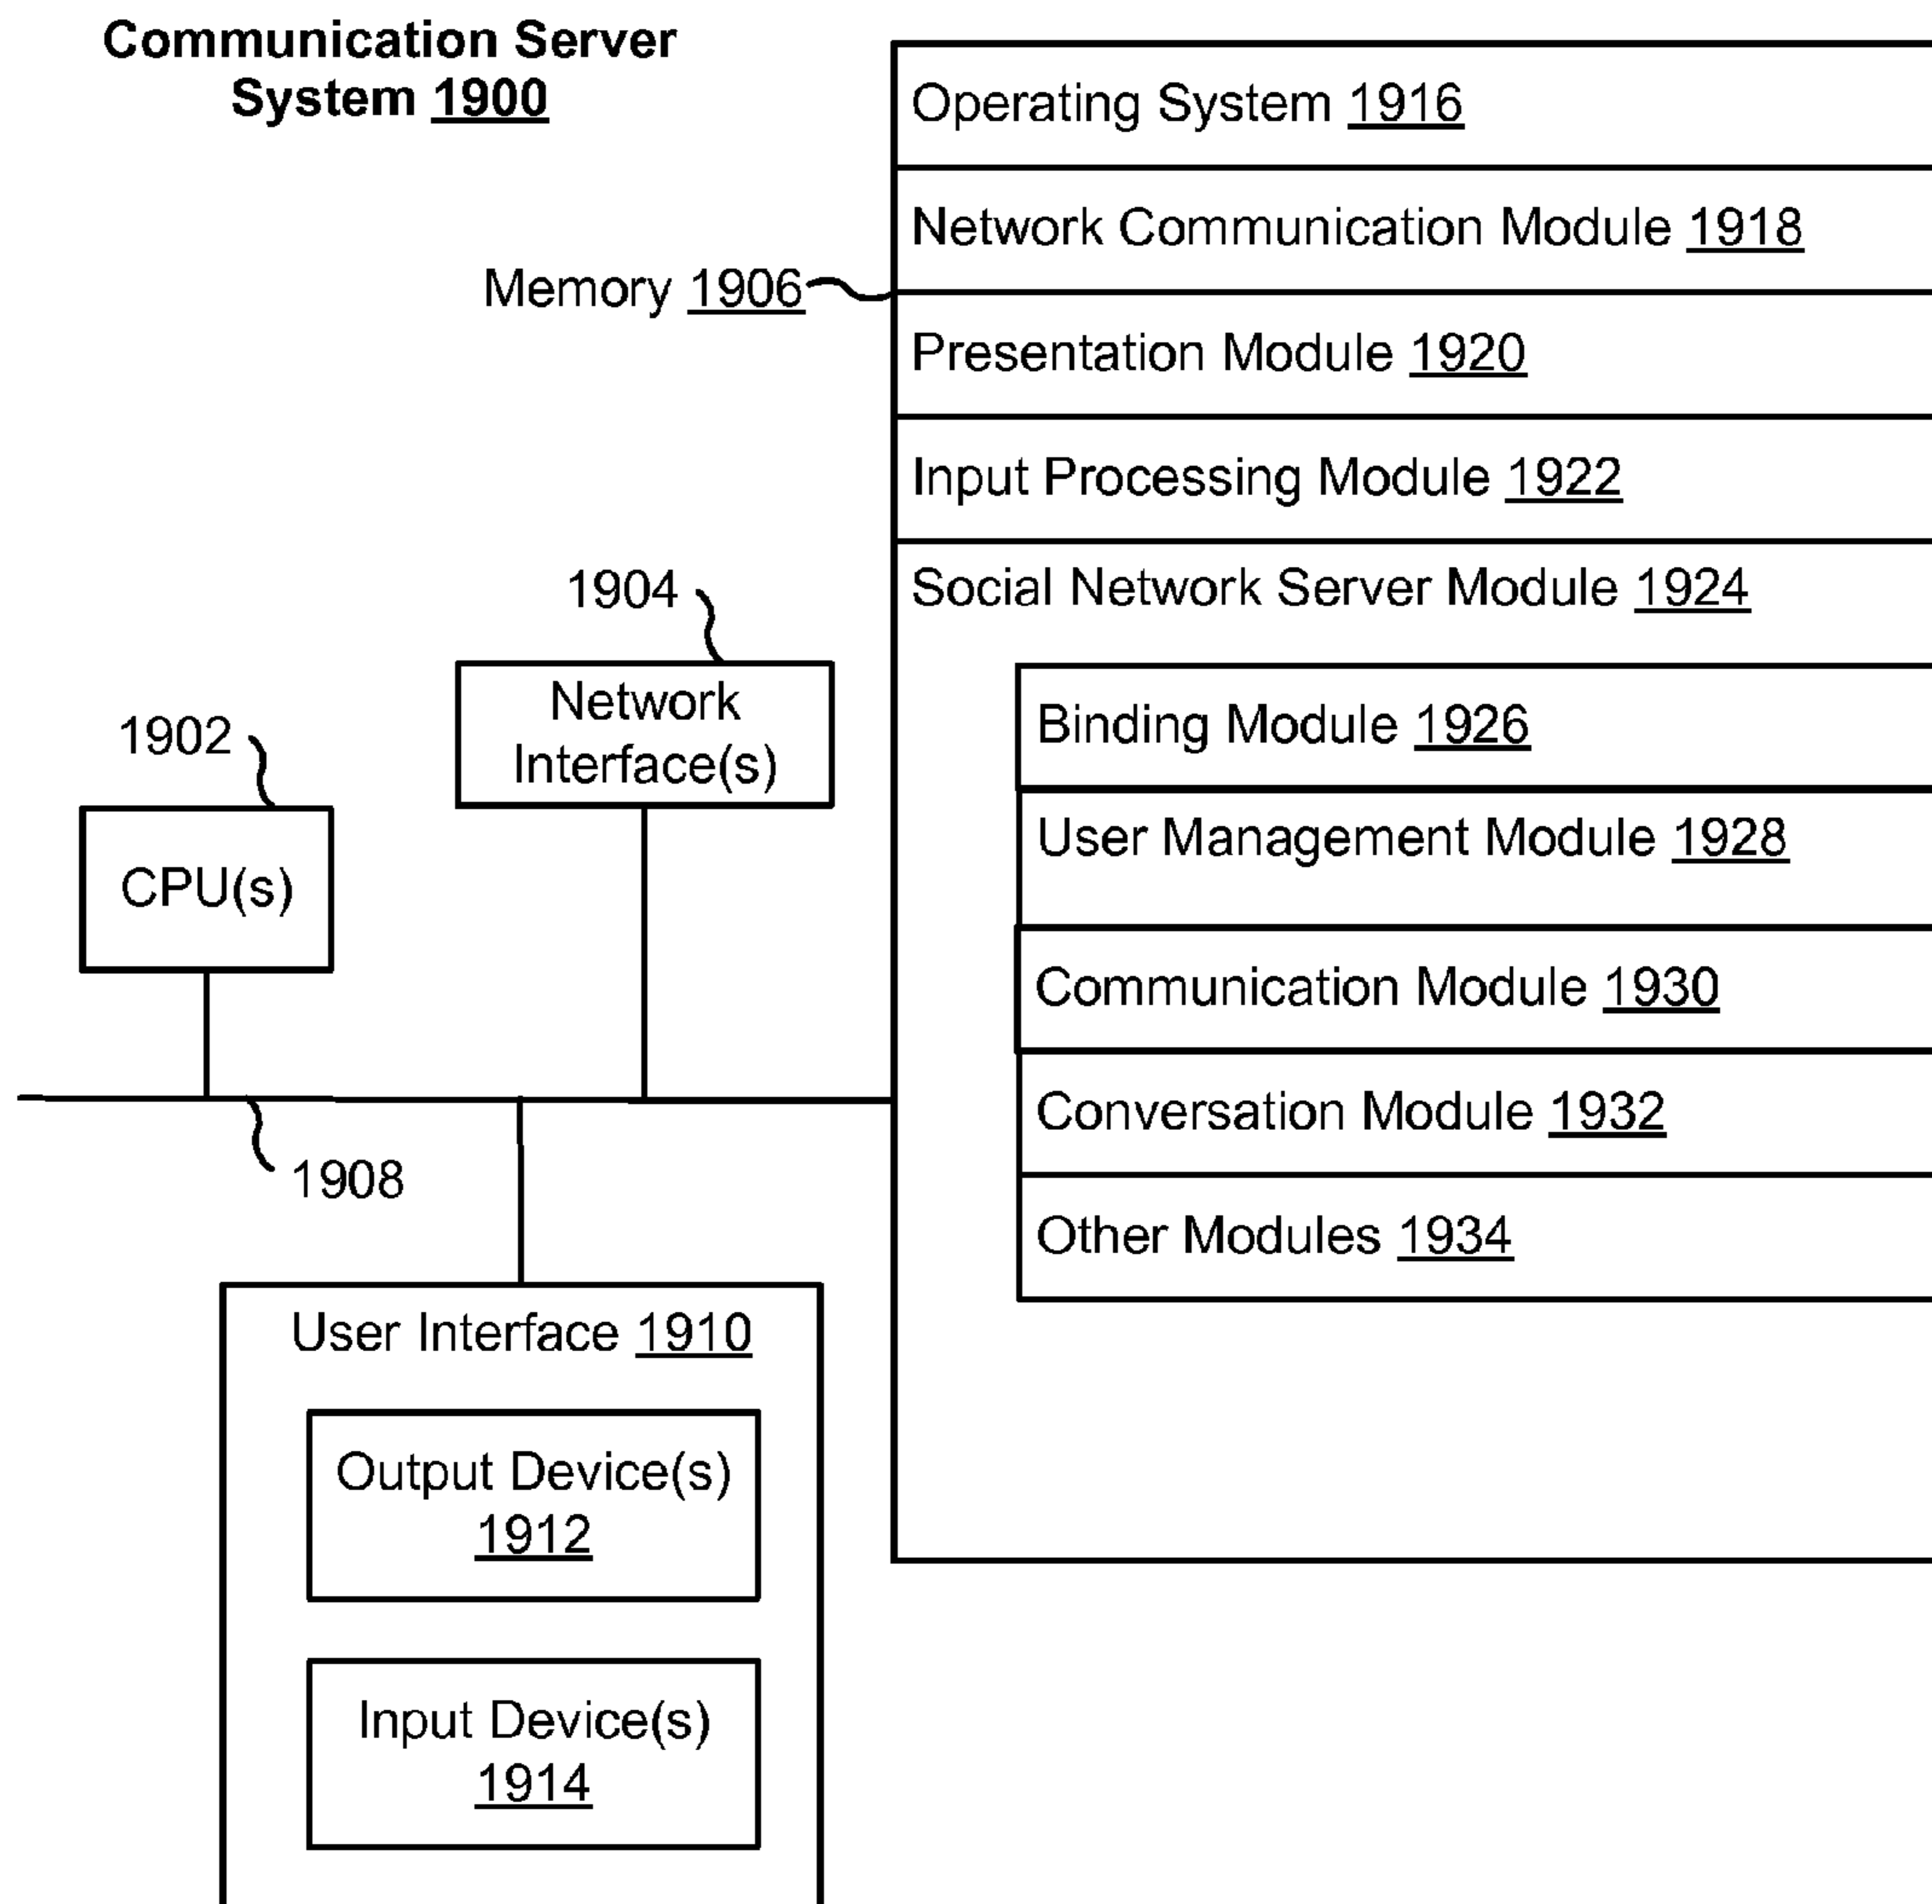 Communication Server
System 1900
Operating System 1916
Network Communication Module 1918
Memory 1906
Presentation Module 1920
Input Processing Module 1922
Social Network Server Module 1924
1904
Network
Interface(s)
1902
CPU(s)
Binding Module 1926
User Management Module 1928
Communication Module 1930
Conversation Module 1932
Other Modules 1934
1908
User Interface 1910
Output Device(s)
1912
Input Device(s)
1914